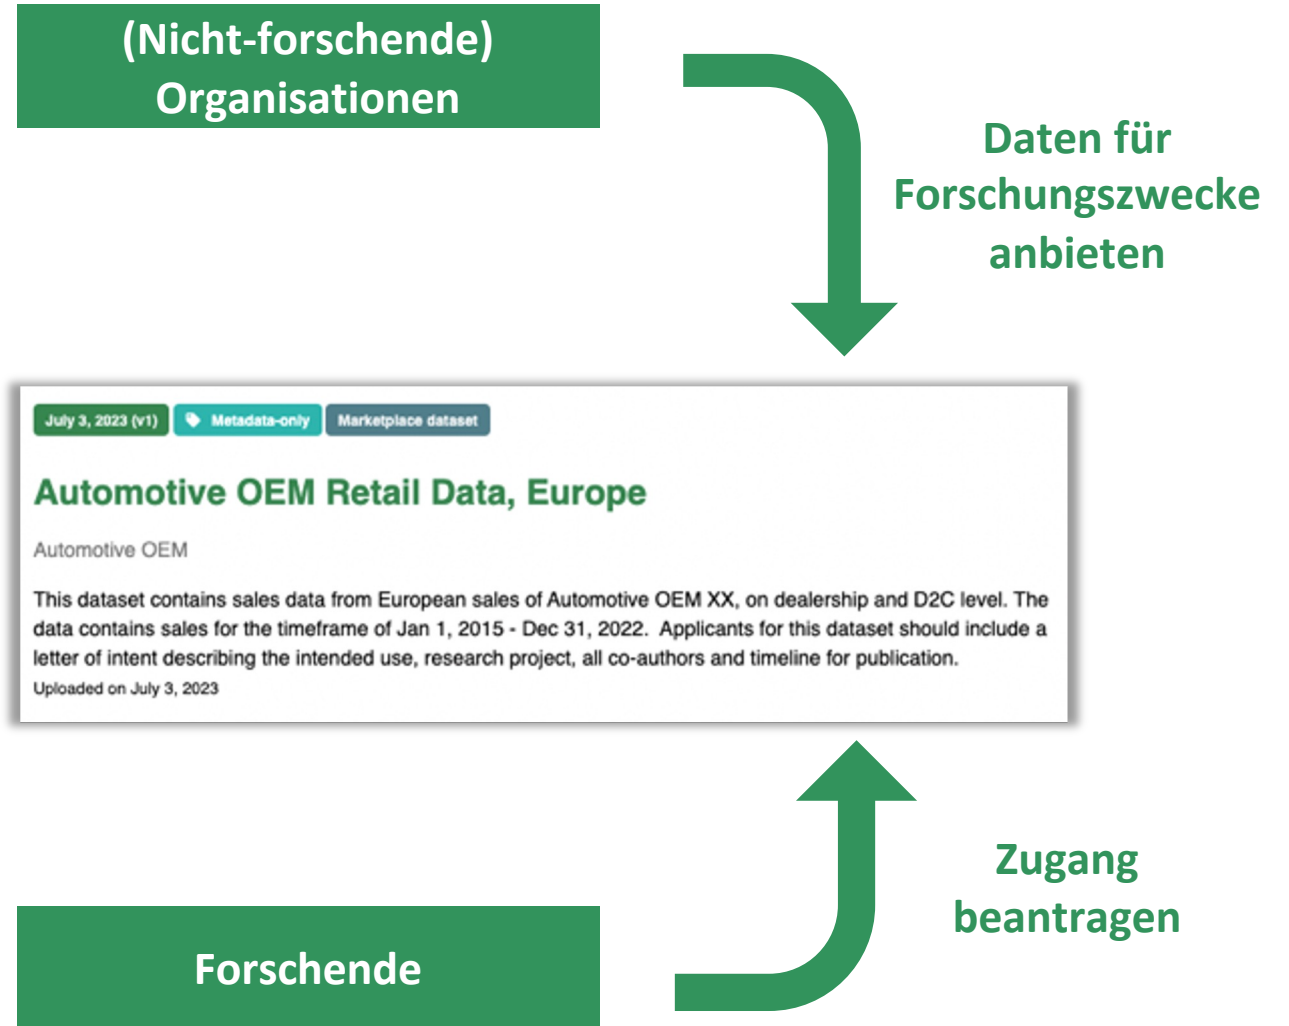 (Nicht-forschende)
Organisationen
Daten für
Forschungszwecke
anbieten
July 3, 2023 (v1)
Metadata-only
Marketplace dataset
Automotive OEM Retail Data, Europe
Automotive OEM
This dataset contains sales data from European sales of Automotive OEM XX, on dealership and D2C level. The
data contains sales for the timeframe of Jan 1, 2015 - Dec 31, 2022. Applicants for this dataset should include a
letter of intent describing the intended use, research project, all co-authors and timeline for publication.
Uploaded on July 3, 2023
Zugang
beantragen
Forschende